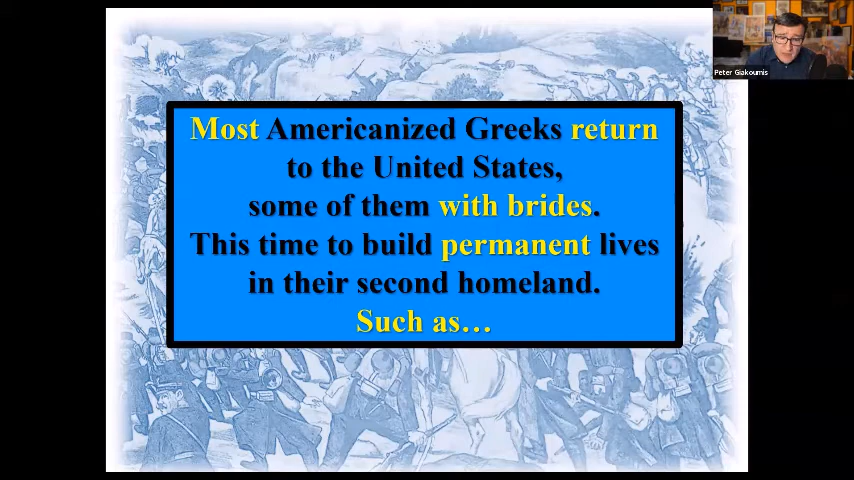 Peter Giakoumis
Most Americanized Greeks return
to the United States,
some of them with brides.
This time to build permanent lives
in their second homeland.
Such as…